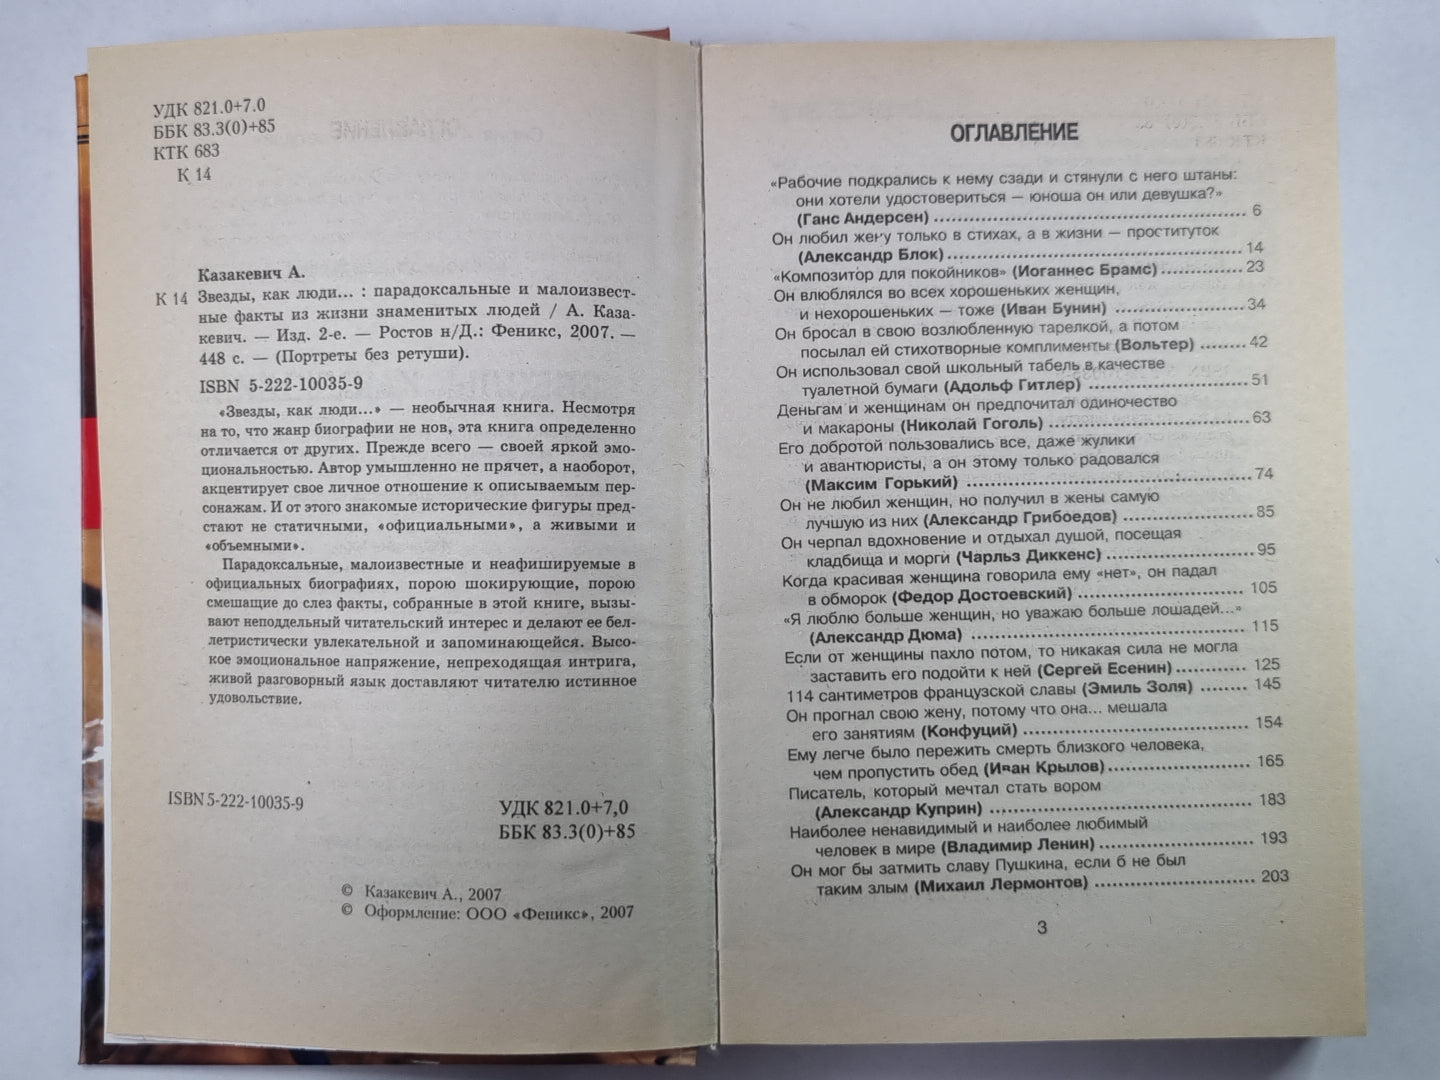 УДК 821.0+7.0
ББК 83.3(0)+85
КТК 683
К 14
Казакевич А.
К 14 Звезды, как люди... : парадоксальные и малоизвест-
ные факты из жизни знаменитых людей / А. Каза-
кевич. — Изд. 2-е. — Ростов н/Д.: Феникс, 2007. —
448 с. — (Портреты без ретуши).
ISBN 5-222-10035-9
«Звезды, как люди...» — необычная книга. Несмотря
на то, что жанр биографии не нов, эта книга определенно
отличается от других. Прежде всего — своей яркой эмо-
циональностью. Автор умышленно не прячет, а наоборот,
акцентирует свое личное отношение к описываемым пер-
сонажам. И от этого знакомые исторические фигуры пред-
стают не статичными, «официальными», а живыми и
«объемными».
Парадоксальные, малоизвестные и неафишируемые в
официальных биографиях, порою шокирующие, порою
смешащие до слез факты, собранные в этой книге, вызы-
вают неподдельный читательский интерес и делают ее бел-
летристически увлекательной и запоминающейся. Высо-
кое эмоциональное напряжение, непреходящая интрига,
живой разговорный язык доставляют читателю истинное
удовольствие.
ISBN 5-222-10035-9
УДК 821.0+7,0
ББК 83.3(0)+85
© Казакевич А., 2007
© Оформление: ООО «Феникс», 2007
ОГЛАВЛЕНИЕ
«Рабочие подкрались к нему сзади и стянули с него штаны:
они хотели удостовериться — юноша он или девушка?»
(Ганс Андерсен) ........ 6
Он любил жену только в стихах, а в жизни — проституток
(Александр Блок) ........ 14
«Композитор для покойников» (Иоганнес Брамс) ........ 23
Он влюблялся во всех хорошеньких женщин,
и нехорошеньких — тоже (Иван Бунин) ........ 34
Он бросал в свою возлюбленную тарелкой, а потом
посылал ей стихотворные комплименты (Вольтер) ........ 42
Он использовал свой школьный табель в качестве
туалетной бумаги (Адольф Гитлер) ........ 51
Деньгам и женщинам он предпочитал одиночество
и макароны (Николай Гоголь) ........ 63
Его добротой пользовались все, даже жулики
и авантюристы, а он этому только радовался
(Максим Горький) ........ 74
Он не любил женщин, но получил в жены самую
лучшую из них (Александр Грибоедов) ........ 85
Он черпал вдохновение и отдыхал душой, посещая
кладбища и морги (Чарльз Диккенс) ........ 95
Когда красивая женщина говорила ему «нет», он падал
в обморок (Федор Достоевский) ........ 105
«Я люблю больше женщин, но уважаю больше лошадей...»
(Александр Дюма) ........ 115
Если от женщины пахло потом, то никакая сила не могла
заставить его подойти к ней (Сергей Есенин) ........ 125
114 сантиметров французской славы (Эмиль Золя) ........ 145
Он прогнал свою жену, потому что она... мешала
его занятиям (Конфуций) ........ 154
Ему легче было пережить смерть близкого человека,
чем пропустить обед (Иван Крылов) ........ 165
Писатель, который мечтал стать вором
(Александр Куприн) ........ 183
Наиболее ненавидимый и наиболее любимый
человек в мире (Владимир Ленин) ........ 193
Он мог бы затмить славу Пушкина, если б не был
таким злым (Михаил Лермонтов) ........ 203
3